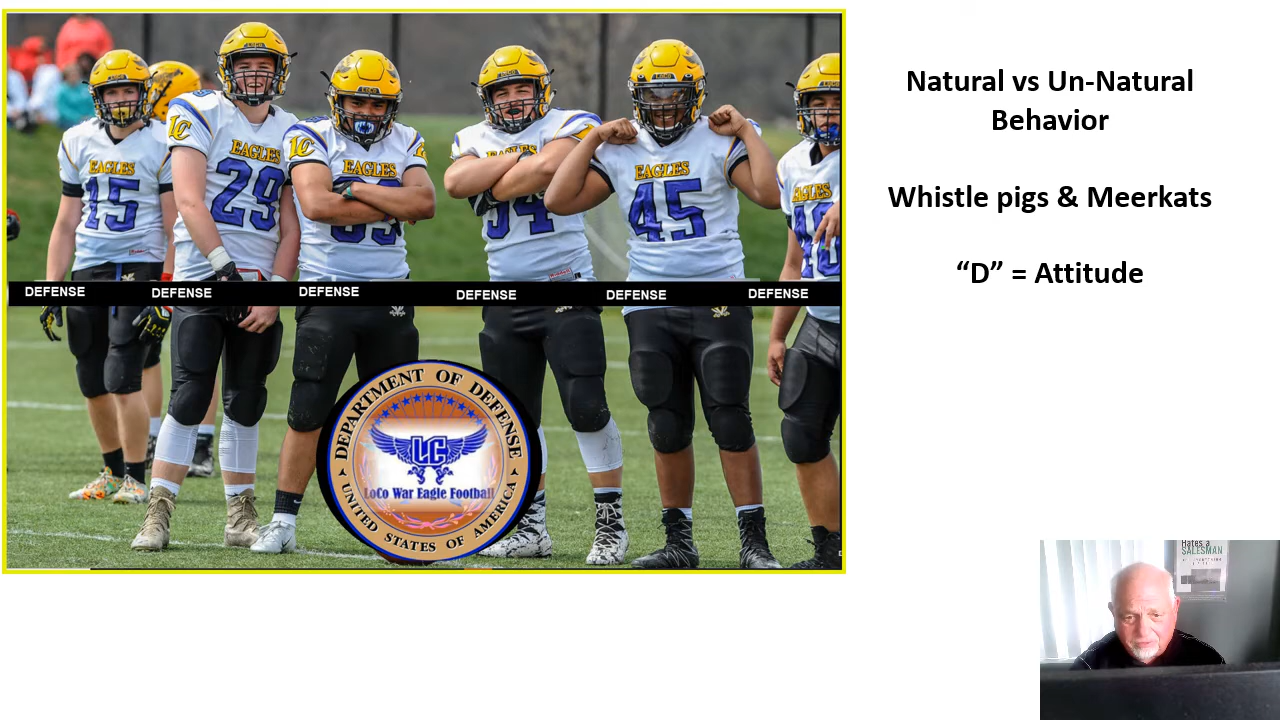 Natural vs Un-Natural
Behavior
Whistle pigs & Meerkats
“D” = Attitude
LC
EAGLES
15
EAGLES
29
LC
EAGLES
EAGLES
EAGLES
45
EAGLES
DEFENSE DEFENSE DEFENSE DEFENSE DEFENSE DEFENSE
DEPARTMENT OF DEFENSE
LC
LoCo War Eagle Football
UNITED STATES OF AMERICA
Hates a
SALESMAN